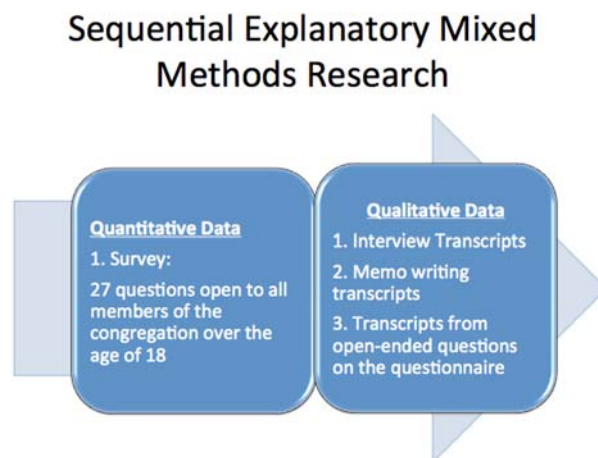 Sequential Explanatory Mixed
Methods Research
Quantitative Data
1. Survey:
27 questions open to all
members of the
congregation over the
age of 18
Qualitative Data
1. Interview Transcripts
2. Memo writing
transcripts
3. Transcripts from
open-ended questions
on the questionnaire